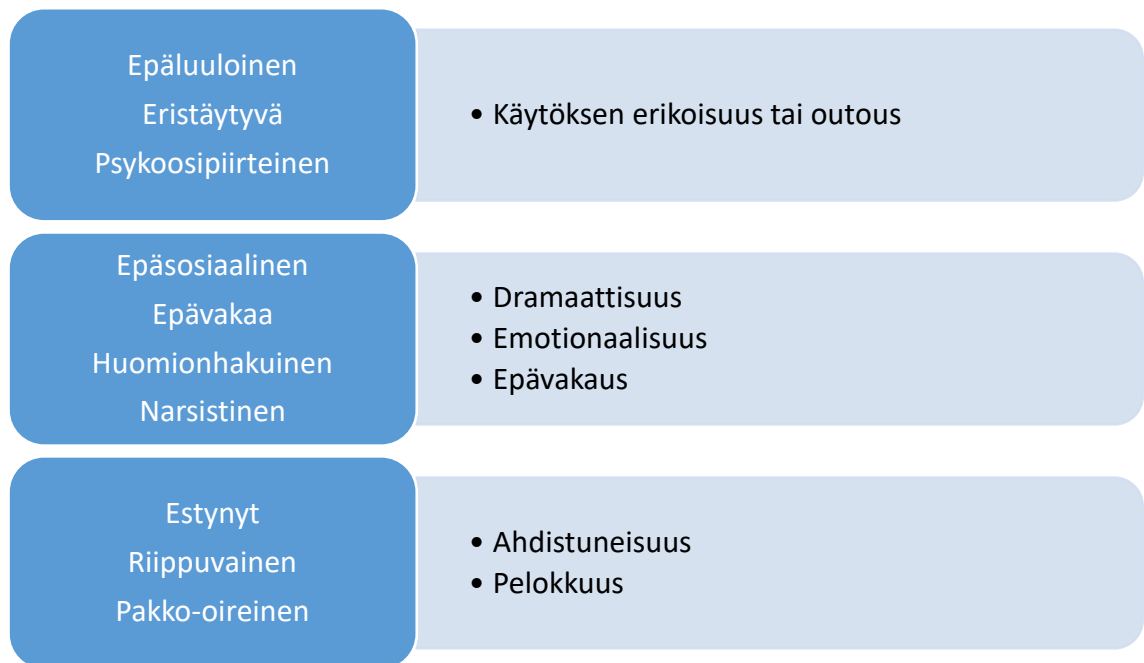 Epäluuloinen
Eristäytyvä
Psykoosipiirteinen
• Käytöksen erikoisuus tai outous
Epäsosiaalinen
Epävakaa
Huomionhakuinen
Narsistinen
• Dramaattisuus
• Emotionaalisuus
• Epävakaus
Estynyt
Riippuvainen
Pakko-oireinen
• Ahdistuneisuus
• Pelokkuus